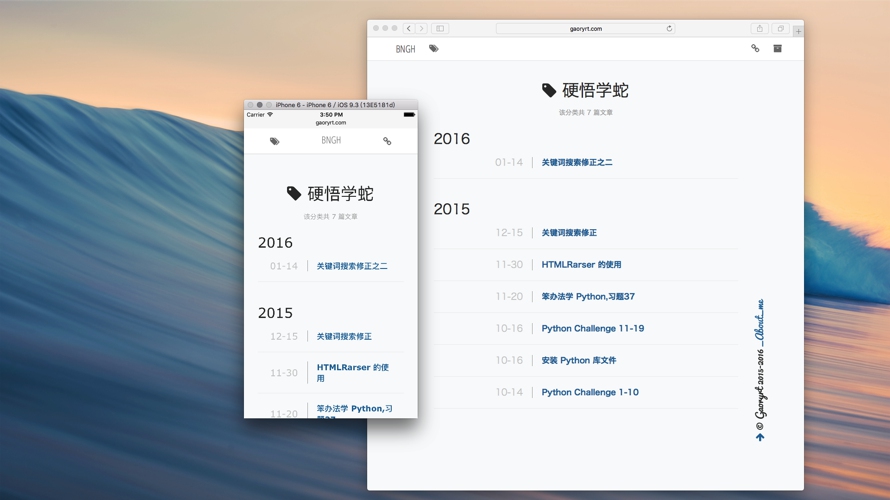 gaoryrt.com
BNGH
硬悟学蛇
该分类共 7 篇文章
2016
01-14 关键词搜索修正之二
2015
12-15 关键词搜索修正
11-30 HTMLRarser 的使用
11-20 笨办法学 Python,习题37
10-16 Python Challenge 11-19
10-16 安装 Python 库文件
10-14 Python Challenge 1-10
© Gaoryrt 2015-2016 _About_me
iPhone 6 - iPhone 6 / iOS 9.3 (13E5181d)
Carrier 3:50 PM
gaoryrt.com
BNGH
硬悟学蛇
该分类共 7 篇文章
2016
01-14 关键词搜索修正之二
2015
12-15 关键词搜索修正
11-30 HTMLRarser 的使
用
11-20 笨办法学 Python,习